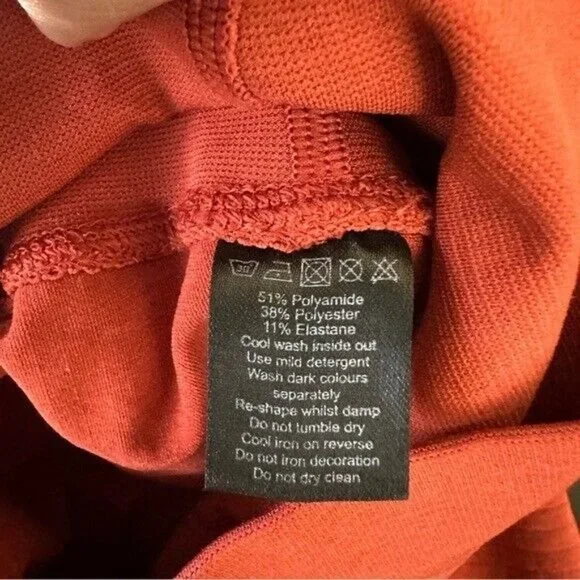 30
51% Polyamide
38% Polyester
11% Elastane
Cool wash inside out
Use mild detergent
Wash dark colours
separately
Re-shape whilst damp
Do not tumble dry
Cool iron on reverse
Do not iron decoration
Do not dry clean